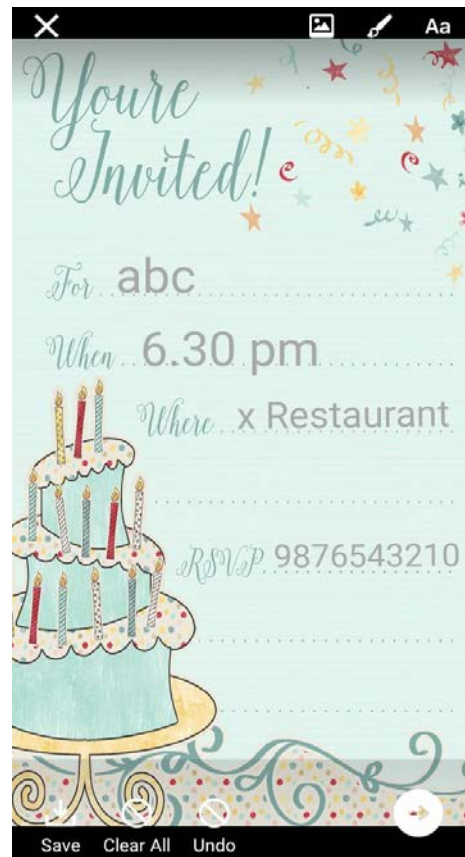 Aa
Youre
Invited!
For abc
When 6.30 pm
Where x Restaurant
RSVP 9876543210
Save Clear All Undo